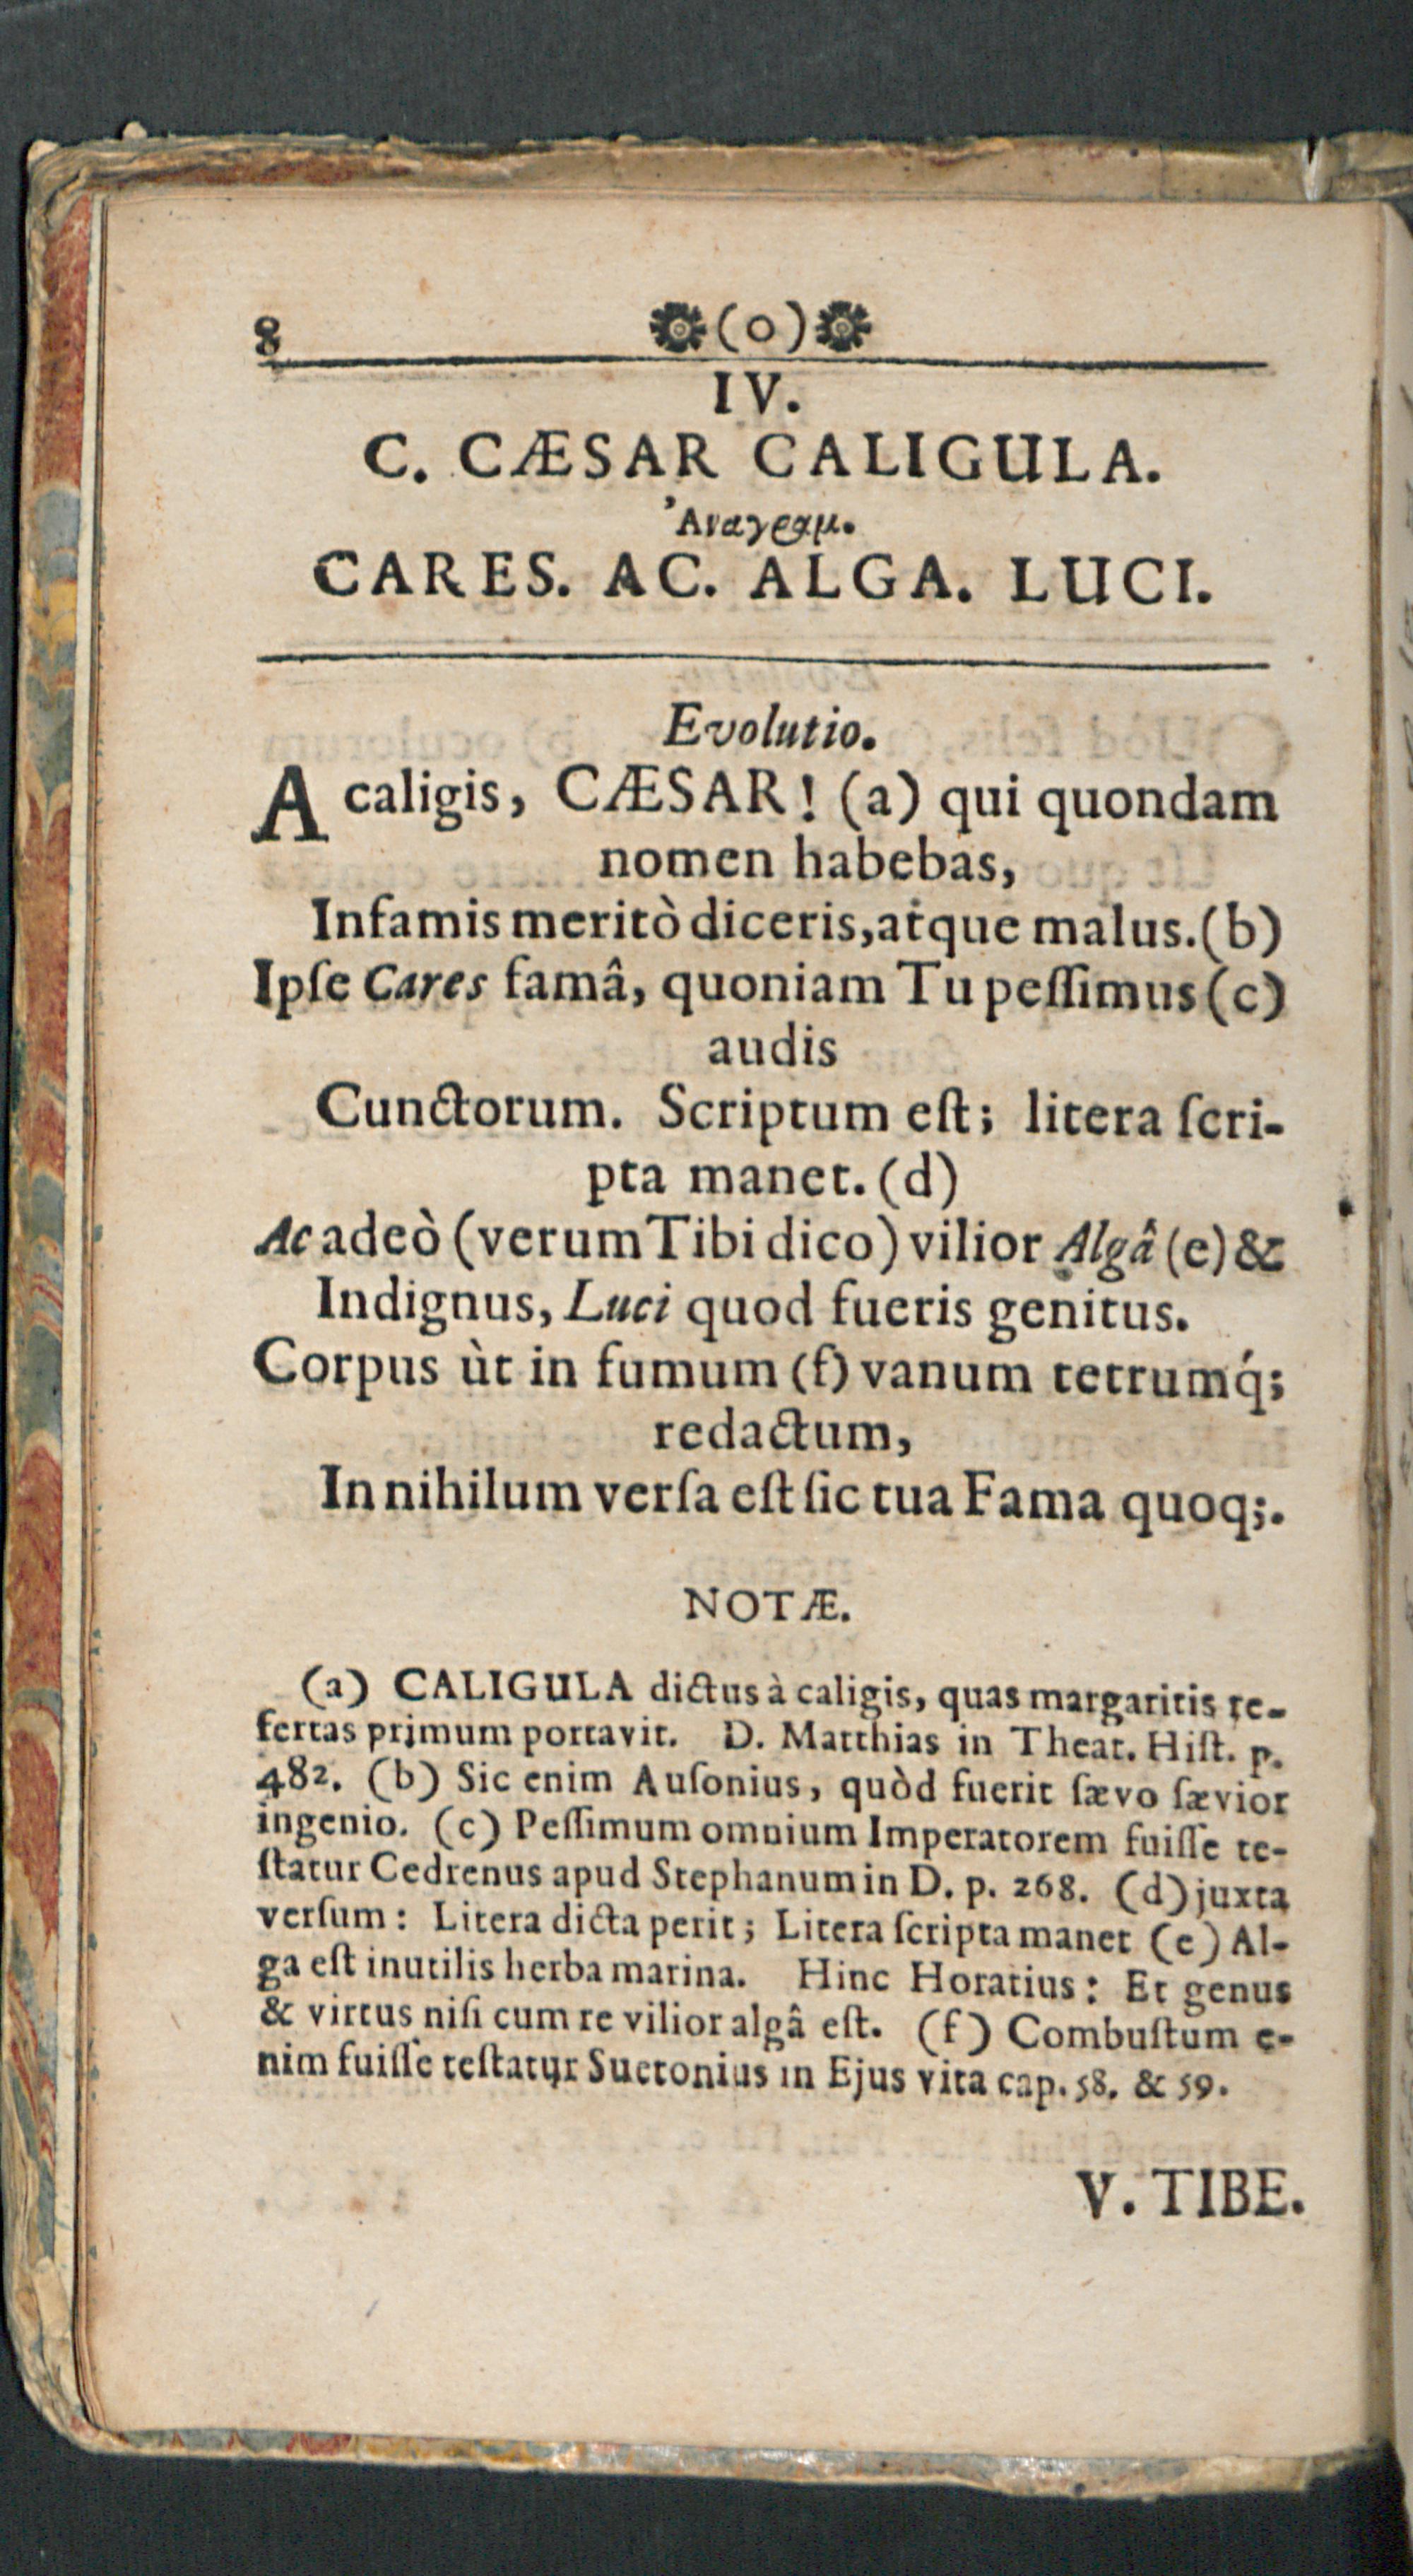 8 (o)
IV.
C. CÆSAR CALIGULA.
Ἀναγραμ.
CARES. AC. ALGA. LUCI.
Evolutio.
A caligis, CÆSAR! (a) qui quondam
nomen habebas,
Infamis meritò diceris, atque malus. (b)
Ipſe Cares famâ, quoniam Tu peſſimus (c)
audis
Cunctorum. Scriptum eſt; litera ſcri-
pta manet. (d)
Ac adeò (verum Tibi dico) vilior Algâ (e) &
Indignus, Luci quod fueris genitus.
Corpus ùt in fumum (f) vanum tetrumq́;
redactum,
In nihilum verſa eſt ſic tua Fama quoq;.
NOTÆ.
(a) CALIGULA dictus à caligis, quas margaritis re-
fertas primum portavit. D. Matthias in Theat. Hiſt. p.
482. (b) Sic enim Auſonius, quòd fuerit ſævo ſævior
ingenio. (c) Peſſimum omnium Imperatorem fuiſſe te-
ſtatur Cedrenus apud Stephanum in D. p. 268. (d) juxta
verſum: Litera dicta perit; Litera ſcripta manet (e) Al-
ga eſt inutilis herba marina. Hinc Horatius: Et genus
& virtus niſi cum re vilior algâ eſt. (f) Combuſtum e-
nim fuiſſe teſtatur Suetonius in Ejus vita cap. 58. & 59.
V. TIBE.